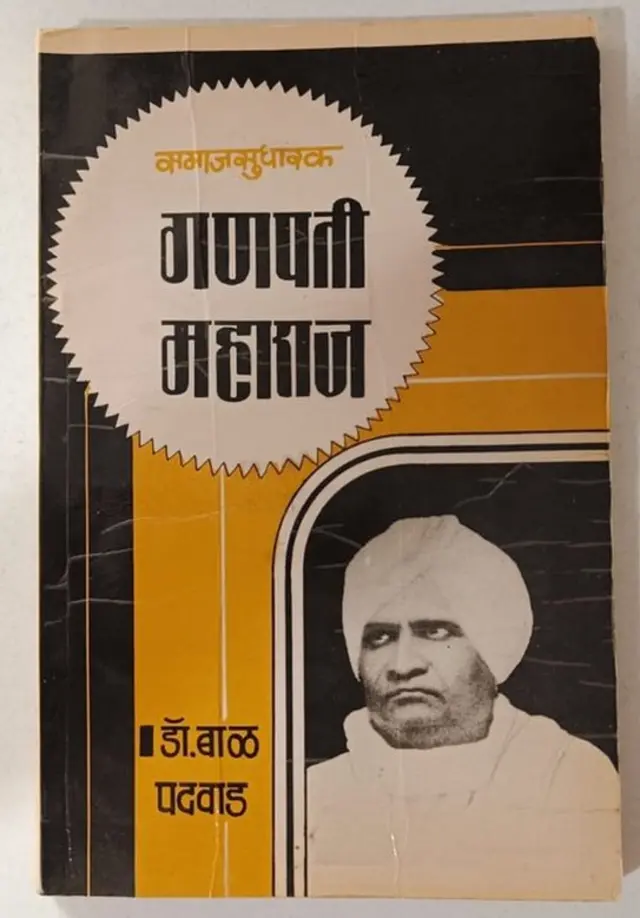 समाजसुधारक
गणपती
महाराज
डॉ. बाळ
पदवाड